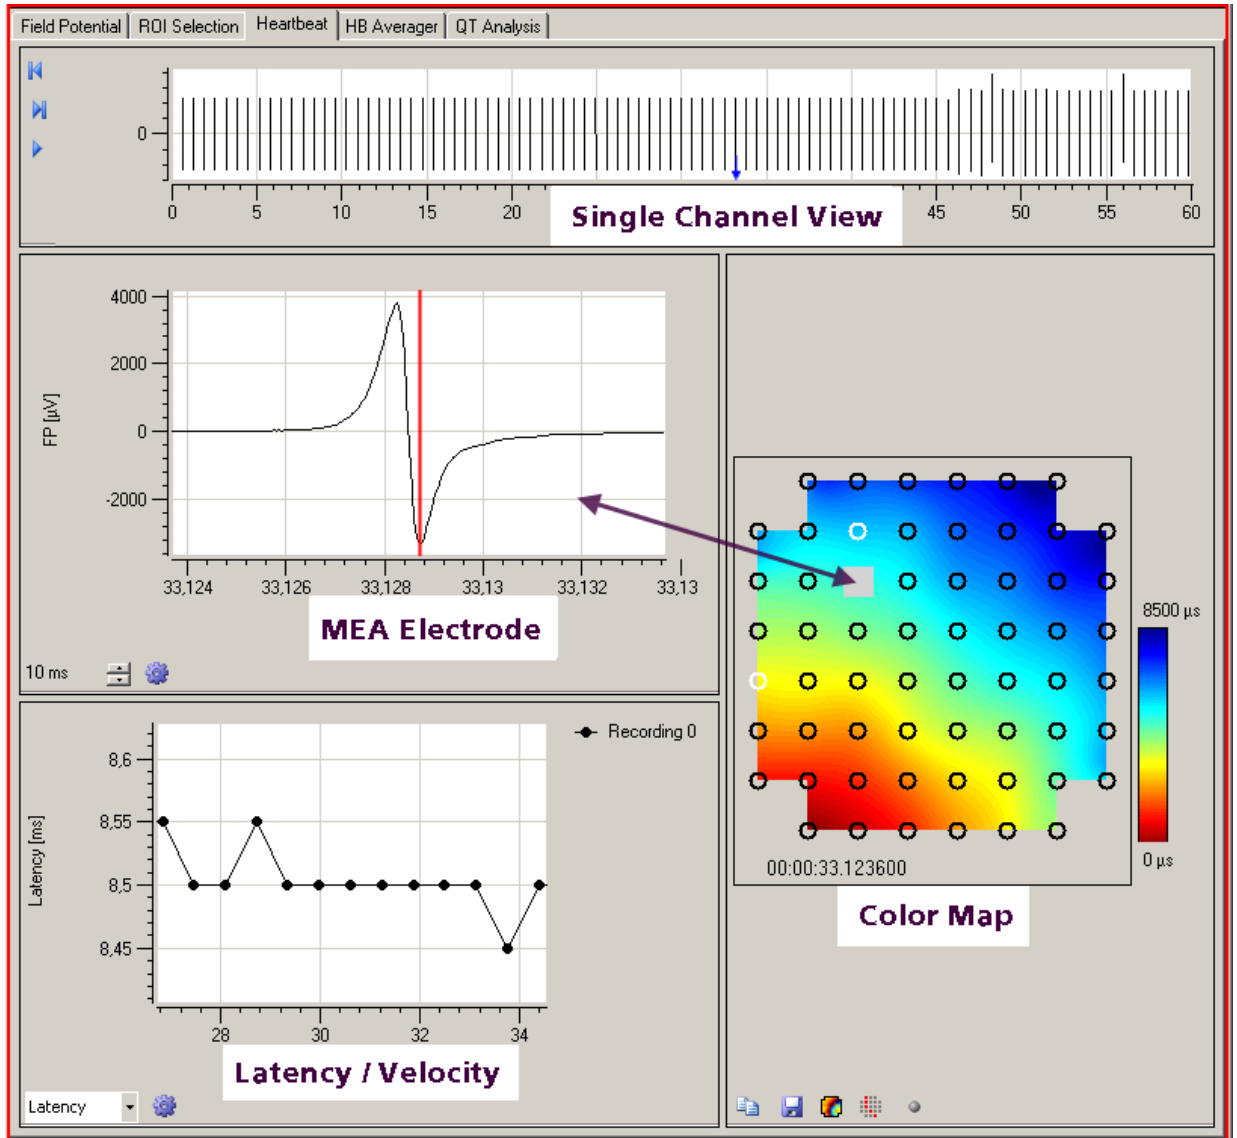 Field Potential
ROI Selection
Heartbeat
HB Averager
QT Analysis
0
0
5
10
15
20
45
50
55
60
Single Channel View
4000
2000
0
-2000
FP [µV]
33,124
33,126
33,128
33,13
33,132
33,13
MEA Electrode
10 ms
8500 µs
0 µs
00:00:33.123600
Color Map
Recording 0
8,6
8,55
8,5
8,45
Latency [ms]
28
30
32
34
Latency / Velocity
Latency